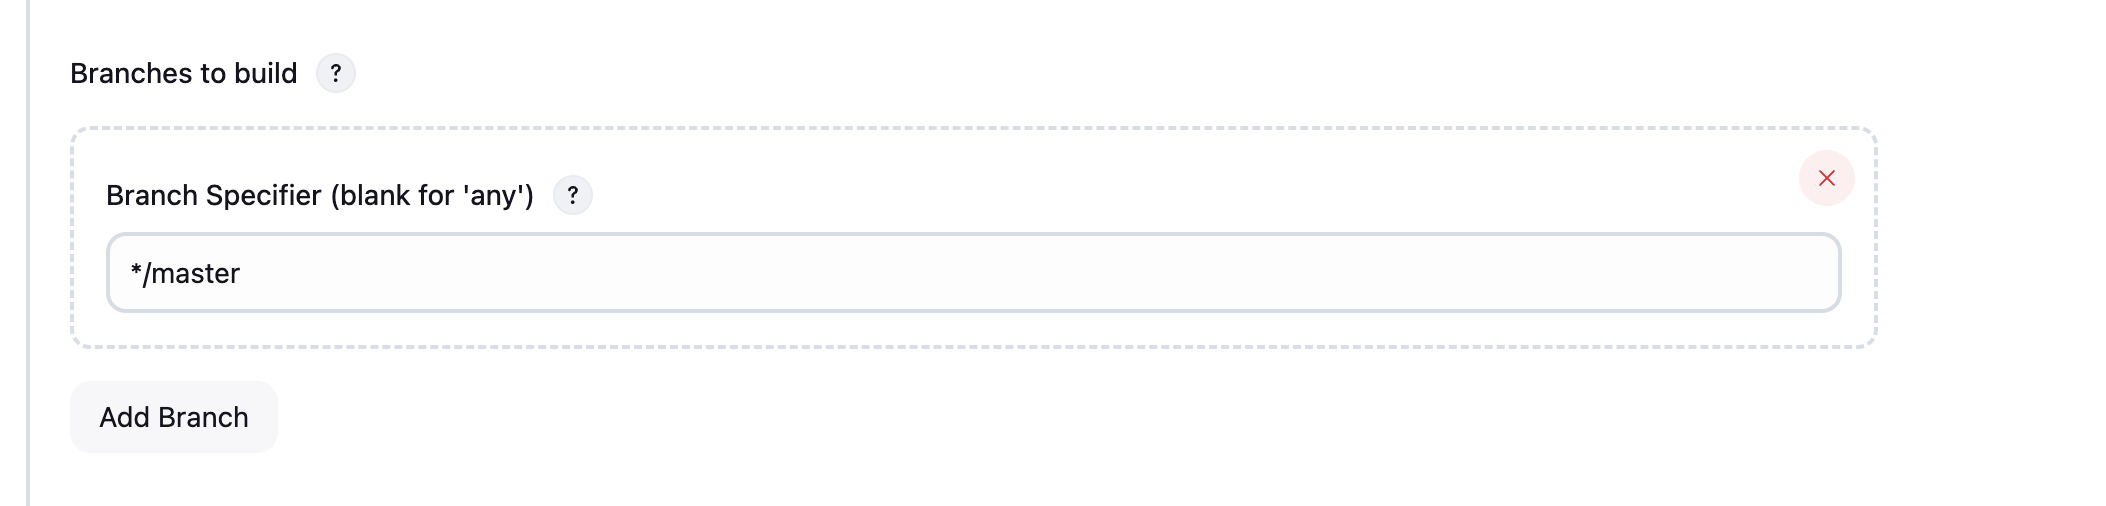 Branches to build ?
Branch Specifier (blank for 'any') ?
*/master
Add Branch